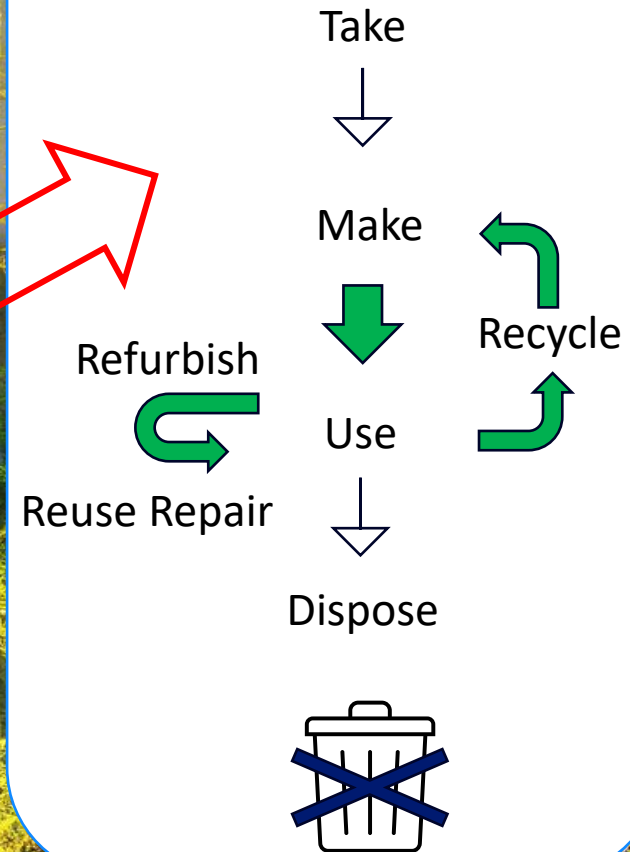 Take
Make
Recycle
Refurbish
Use
Reuse Repair
Dispose